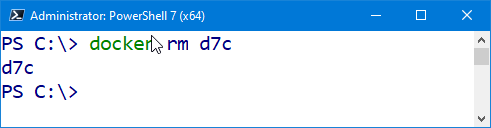 Administrator: PowerShell 7 (x64)
PS C:\> docker rm d7c
d7c
PS C:\>